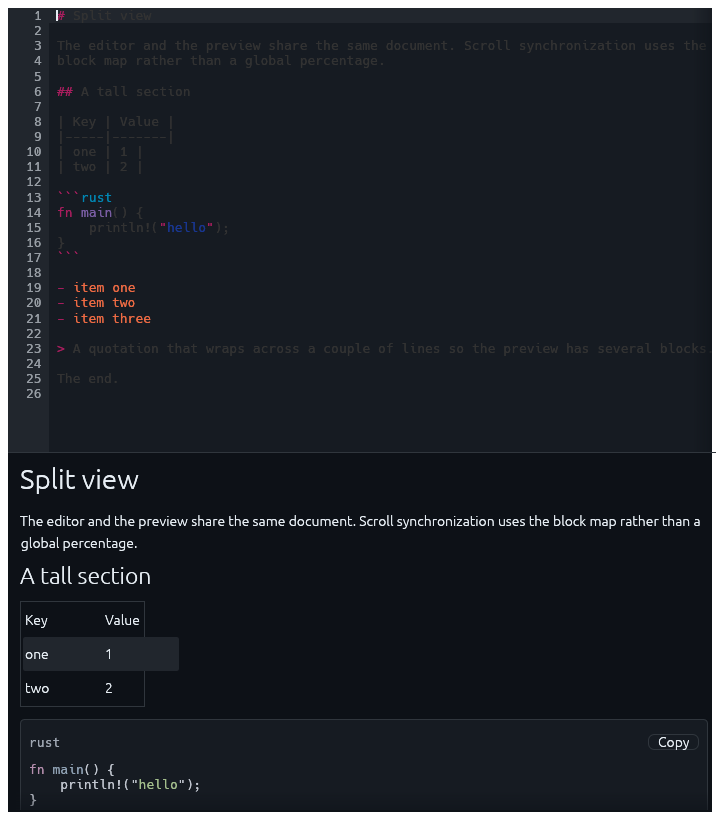 1 # Split view
2
3 The editor and the preview share the same document. Scroll synchronization uses the
4 block map rather than a global percentage.
5
6 ## A tall section
7
8 | Key | Value |
9 |-----|-------|
10 | one | 1 |
11 | two | 2 |
12
13 ```rust
14 fn main() {
15     println!("hello");
16 }
17 ```
18
19 - item one
20 - item two
21 - item three
22
23 > A quotation that wraps across a couple of lines so the preview has several blocks.
24
25 The end.
26
Split view
The editor and the preview share the same document. Scroll synchronization uses the block map rather than a
global percentage.
A tall section
Key Value
one 1
two 2
rust Copy
fn main() {
    println!("hello");
}